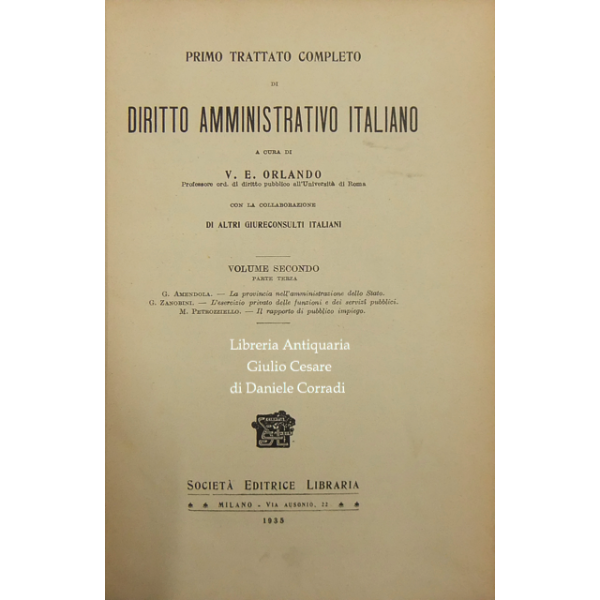 PRIMO TRATTATO COMPLETO
DI
DIRITTO AMMINISTRATIVO ITALIANO
A CURA DI
V. E. ORLANDO
Professore ord. di diritto pubblico all'Università di Roma
CON LA COLLABORAZIONE
DI ALTRI GIURECONSULTI ITALIANI
VOLUME SECONDO
PARTE TERZA
G. AMENDOLA. — La provincia nell'amministrazione dello Stato.
G. ZANOBINI. — L'esercizio privato delle funzioni e dei servizi pubblici.
M. PETROZZIELLO. — Il rapporto di pubblico impiego.
Libreria Antiquaria
Giulio Cesare
di Daniele Corradi
SOCIETÀ EDITRICE LIBRARIA
MILANO - VIA AUSONIO, 22
1935